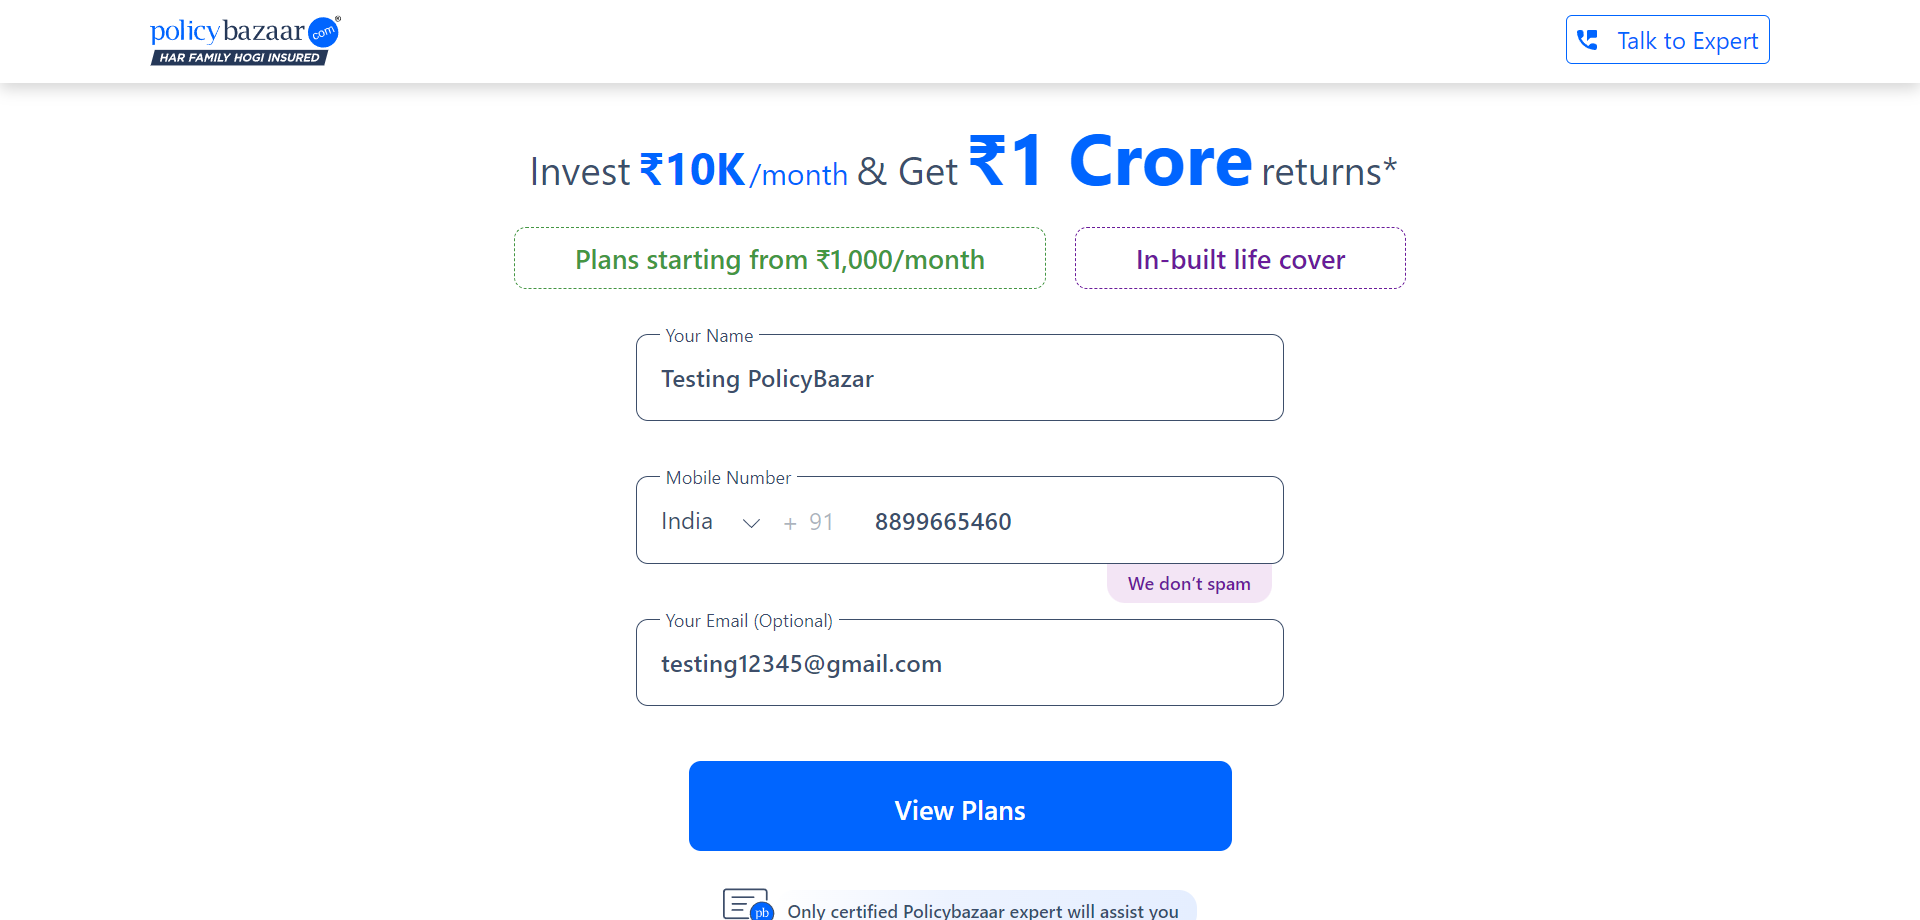 policybazaar com ®
HAR FAMILY HOGI INSURED
Talk to Expert
Invest ₹10K/month & Get ₹1 Crore returns*
Plans starting from ₹1,000/month
In-built life cover
Your Name
Testing PolicyBazar
Mobile Number
India + 91 8899665460
We don’t spam
Your Email (Optional)
testing12345@gmail.com
View Plans
pb Only certified Policybazaar expert will assist you